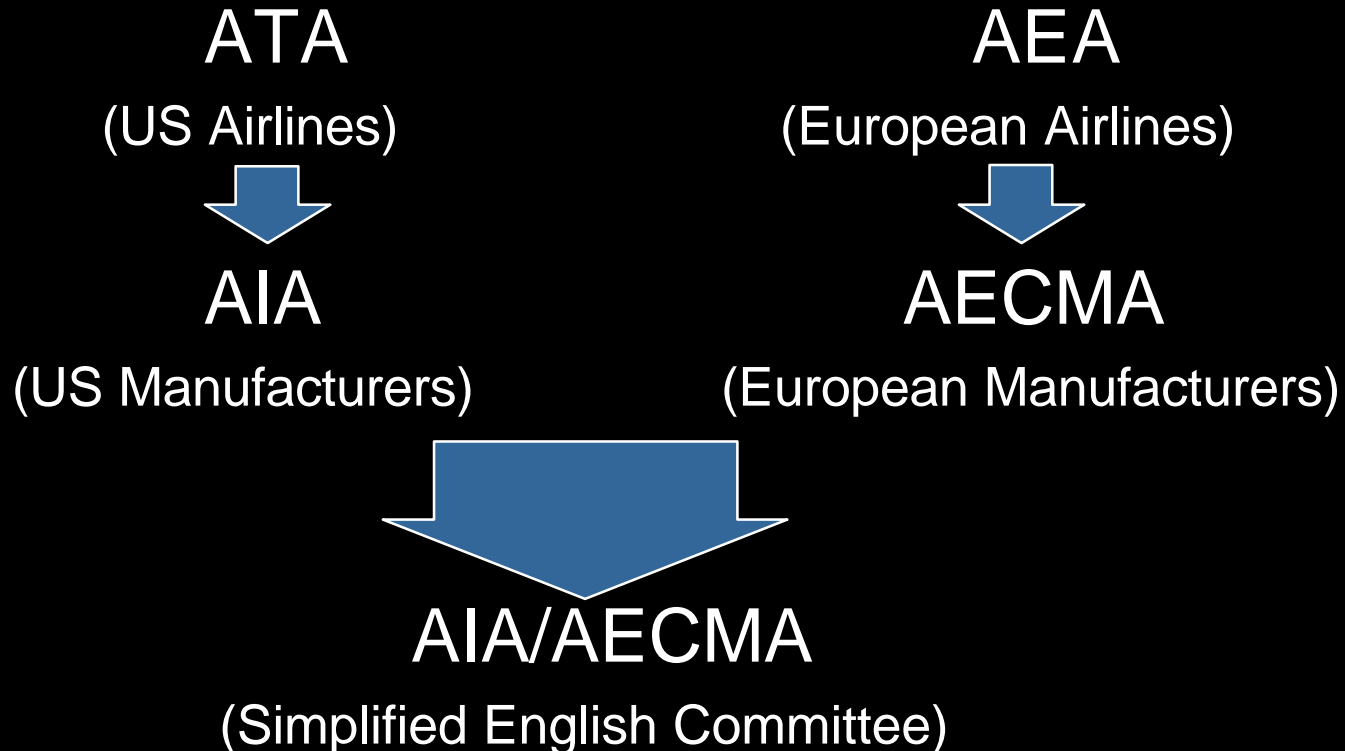 ATA
(US Airlines)
AEA
(European Airlines)
AIA
(US Manufacturers)
AECMA
(European Manufacturers)
AIA/AECMA
(Simplified English Committee)